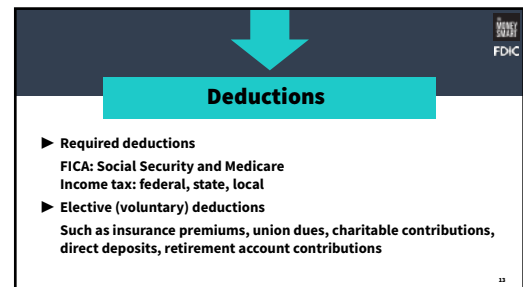 MONEY
SMART
FDIC
Deductions
► Required deductions
FICA: Social Security and Medicare
Income tax: federal, state, local
► Elective (voluntary) deductions
Such as insurance premiums, union dues, charitable contributions,
direct deposits, retirement account contributions
13